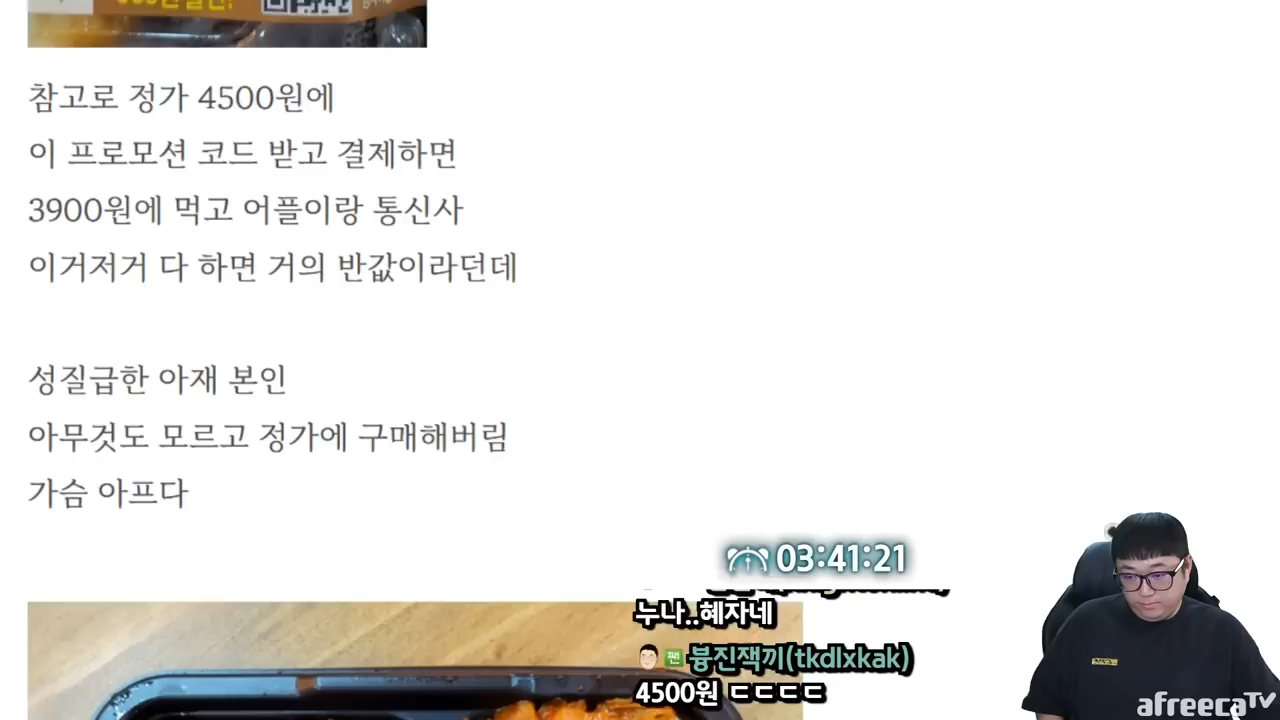 참고로 정가 4500원에
이 프로모션 코드 받고 결제하면
3900원에 먹고 어플이랑 통신사
이거저거 다 하면 거의 반값이라던데
성질급한 아재 본인
아무것도 모르고 정가에 구매해버림
가슴 아프다
03:41:21
누나..혜자네
팬 뷹진잭끼(tkdlxkak)
4500원 ㄷㄷㄷㄷ
afreecaTV